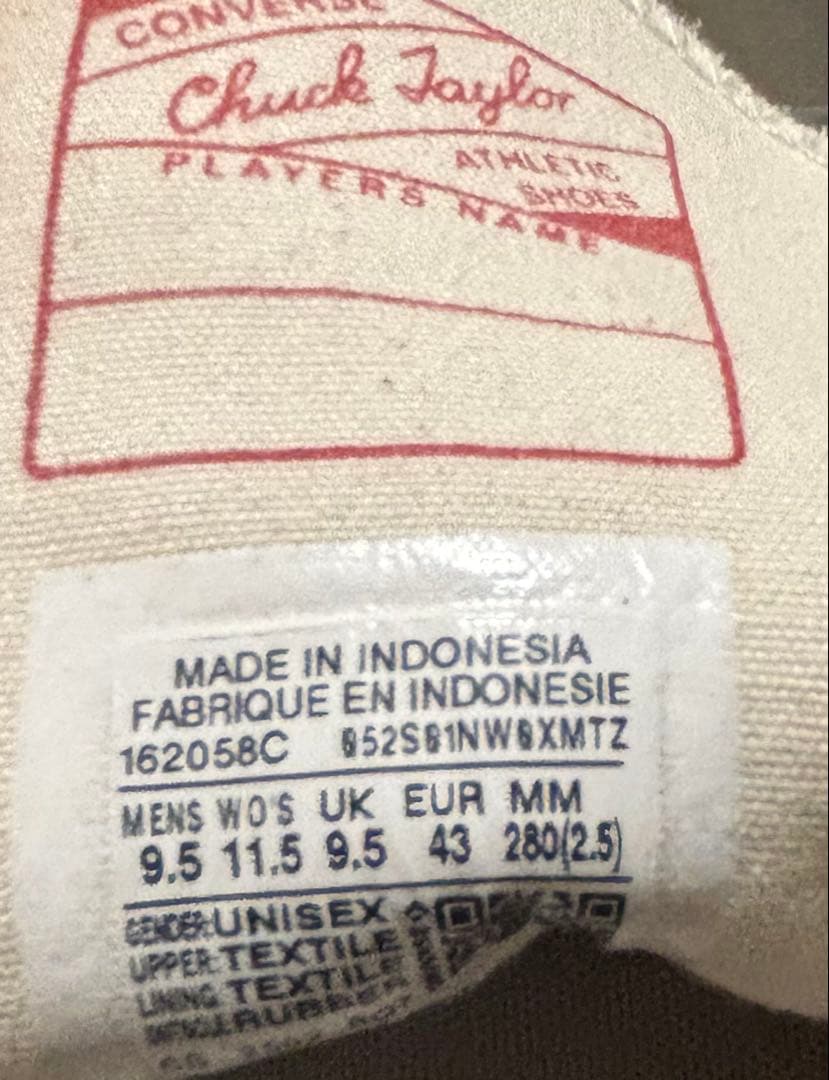 CONVERSE
Chuck Taylor
ATHLETIC
SHOES
PLAYERS NAME
MADE IN INDONESIA
FABRIQUE EN INDONESIE
162058C
MENS WO'S UK EUR MM
9.5 11.5 9.5 43 280(2.5)
GENDER: UNISEX
UPPER: TEXTILE
LINING TEXTILE
RUBBER